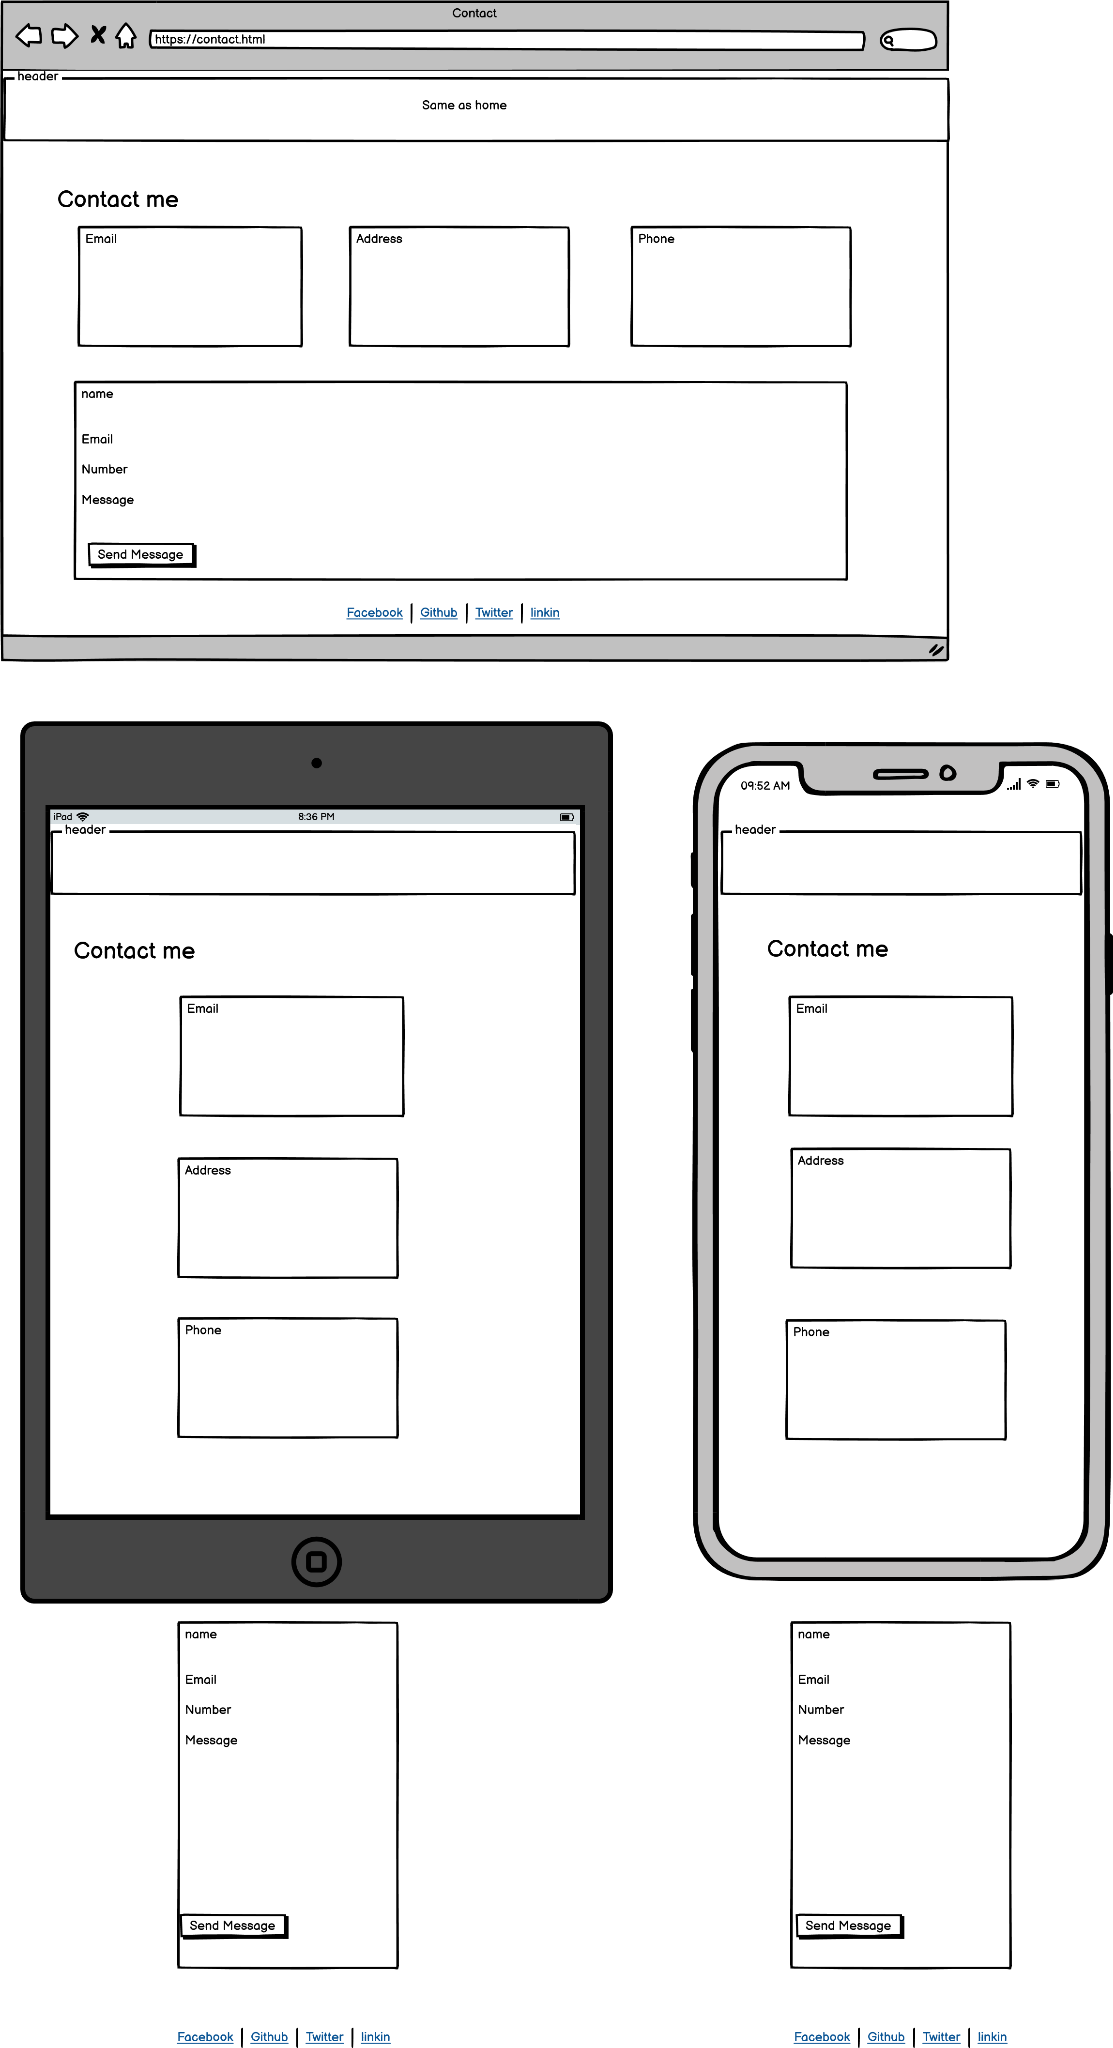 Contact
https://contact.html
header
Same as home
Contact me
Email
Address
Phone
name
Email
Number
Message
Send Message
Facebook | Github | Twitter | linkin
iPad
8:36 PM
header
Contact me
Email
Address
Phone
name
Email
Number
Message
Send Message
Facebook | Github | Twitter | linkin
09:52 AM
header
Contact me
Email
Address
Phone
name
Email
Number
Message
Send Message
Facebook | Github | Twitter | linkin